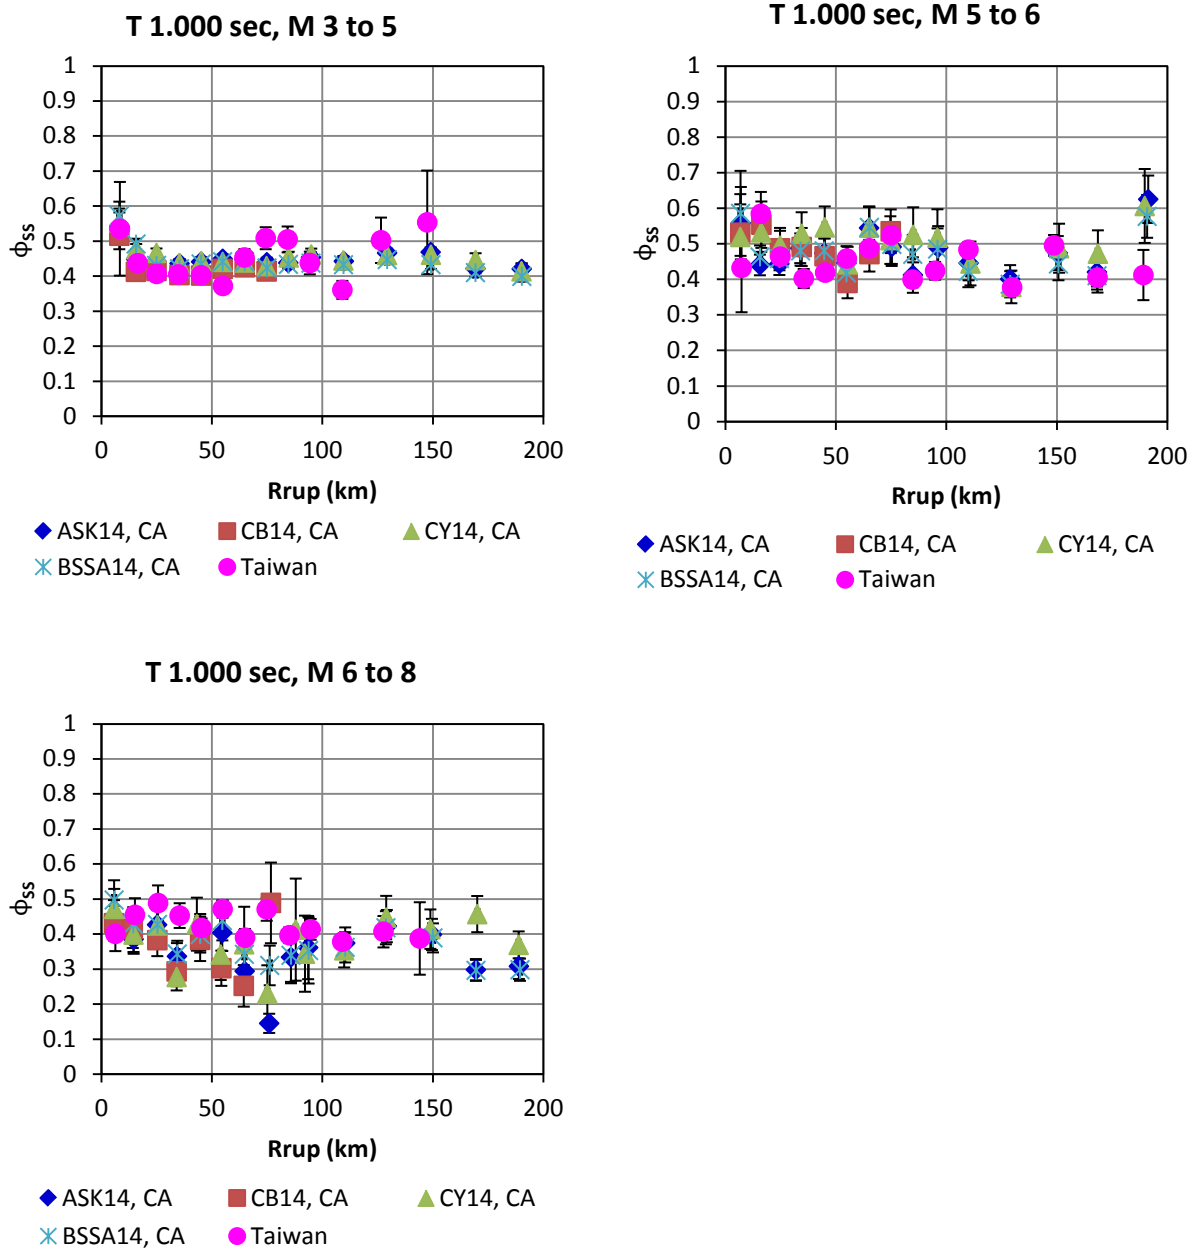 T 1.000 sec, M 3 to 5
1
0.9
0.8
0.7
0.6
0.5
0.4
0.3
0.2
0.1
0
ϕSS
0 50 100 150 200
Rrup (km)
ASK14, CA CB14, CA CY14, CA
BSSA14, CA Taiwan
T 1.000 sec, M 5 to 6
1
0.9
0.8
0.7
0.6
0.5
0.4
0.3
0.2
0.1
0
ϕSS
0 50 100 150 200
Rrup (km)
ASK14, CA CB14, CA CY14, CA
BSSA14, CA Taiwan
T 1.000 sec, M 6 to 8
1
0.9
0.8
0.7
0.6
0.5
0.4
0.3
0.2
0.1
0
ϕSS
0 50 100 150 200
Rrup (km)
ASK14, CA CB14, CA CY14, CA
BSSA14, CA Taiwan